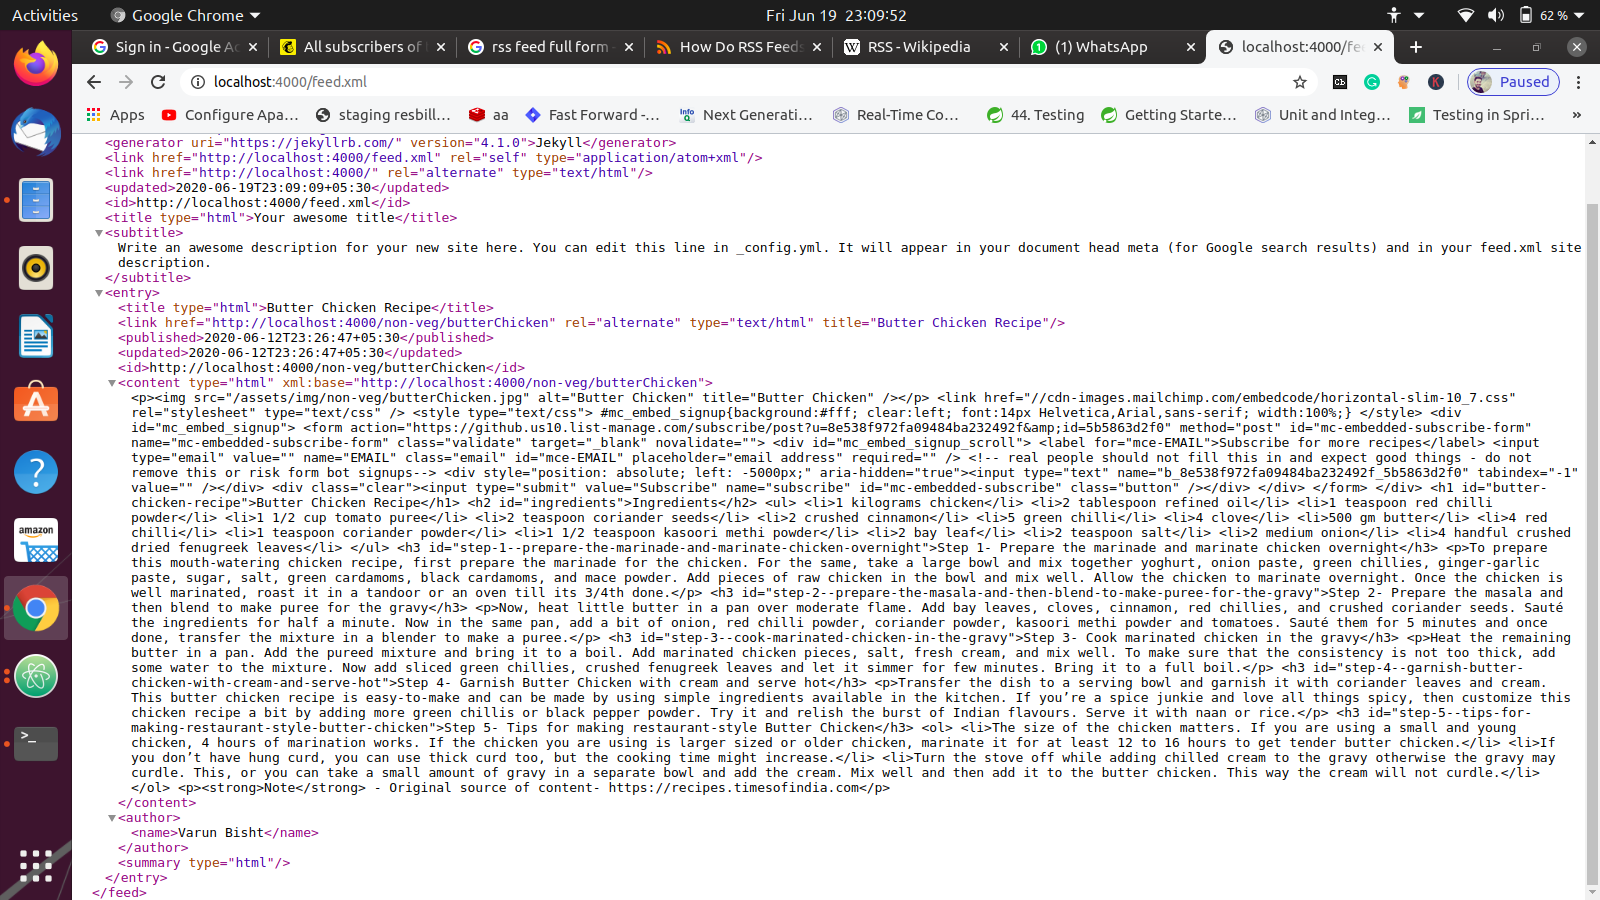 Activities
Google Chrome
Fri Jun 19 23:09:52
62 %
Sign in - Google Ac
All subscribers of
rss feed full form -
How Do RSS Feeds
RSS - Wikipedia
(1) WhatsApp
localhost:4000/fee
localhost:4000/feed.xml
Paused
Apps
Configure Apa...
staging resbill...
aa
Fast Forward -...
Next Generati...
Real-Time Co...
44. Testing
Getting Starte...
Unit and Integ...
Testing in Spri...
»
<generator uri="https://jekyllrb.com/" version="4.1.0">Jekyll</generator>
<link href="http://localhost:4000/feed.xml" rel="self" type="application/atom+xml"/>
<link href="http://localhost:4000/" rel="alternate" type="text/html"/>
<updated>2020-06-19T23:09:09+05:30</updated>
<id>http://localhost:4000/feed.xml</id>
<title type="html">Your awesome title</title>
<subtitle>
Write an awesome description for your new site here. You can edit this line in _config.yml. It will appear in your document head meta (for Google search results) and in your feed.xml site
description.
</subtitle>
<entry>
<title type="html">Butter Chicken Recipe</title>
<link href="http://localhost:4000/non-veg/butterChicken" rel="alternate" type="text/html" title="Butter Chicken Recipe"/>
<published>2020-06-12T23:26:47+05:30</published>
<updated>2020-06-12T23:26:47+05:30</updated>
<id>http://localhost:4000/non-veg/butterChicken</id>
<content type="html" xml:base="http://localhost:4000/non-veg/butterChicken">
<p><img src="/assets/img/non-veg/butterChicken.jpg" alt="Butter Chicken" title="Butter Chicken" /></p> <link href="//cdn-images.mailchimp.com/embedcode/horizontal-slim-10_7.css"
rel="stylesheet" type="text/css" /> <style type="text/css"> #mc_embed_signup{background:#fff; clear:left; font:14px Helvetica,Arial,sans-serif; width:100%;} </style> <div
id="mc_embed_signup"> <form action="https://github.us10.list-manage.com/subscribe/post?u=8e538f972fa09484ba232492f&amp;id=5b5863d2f0" method="post" id="mc-embedded-subscribe-form"
name="mc-embedded-subscribe-form" class="validate" target="_blank" novalidate=""> <div id="mc_embed_signup_scroll"> <label for="mce-EMAIL">Subscribe for more recipes</label> <input
type="email" value="" name="EMAIL" class="email" id="mce-EMAIL" placeholder="email address" required="" /> <!-- real people should not fill this in and expect good things - do not
remove this or risk form bot signups--> <div style="position: absolute; left: -5000px;" aria-hidden="true"><input type="text" name="b_8e538f972fa09484ba232492f_5b5863d2f0" tabindex="-1"
value="" /></div> <div class="clear"><input type="submit" value="Subscribe" name="subscribe" id="mc-embedded-subscribe" class="button" /></div> </div> </form> </div> <h1 id="butter-
chicken-recipe">Butter Chicken Recipe</h1> <h2 id="ingredients">Ingredients</h2> <ul> <li>1 kilograms chicken</li> <li>2 tablespoon refined oil</li> <li>1 teaspoon red chilli
powder</li> <li>1 1/2 cup tomato puree</li> <li>2 teaspoon coriander seeds</li> <li>2 crushed cinnamon</li> <li>5 green chilli</li> <li>4 clove</li> <li>500 gm butter</li> <li>4 red
chilli</li> <li>1 teaspoon coriander powder</li> <li>1 1/2 teaspoon kasoori methi powder</li> <li>2 bay leaf</li> <li>2 teaspoon salt</li> <li>2 medium onion</li> <li>4 handful crushed
dried fenugreek leaves</li> </ul> <h3 id="step-1--prepare-the-marinade-and-marinate-chicken-overnight">Step 1- Prepare the marinade and marinate chicken overnight</h3> <p>To prepare
this mouth-watering chicken recipe, first prepare the marinade for the chicken. For the same, take a large bowl and mix together yoghurt, onion paste, green chillies, ginger-garlic
paste, sugar, salt, green cardamoms, black cardamoms, and mace powder. Add pieces of raw chicken in the bowl and mix well. Allow the chicken to marinate overnight. Once the chicken is
well marinated, roast it in a tandoor or an oven till its 3/4th done.</p> <h3 id="step-2--prepare-the-masala-and-then-blend-to-make-puree-for-the-gravy">Step 2- Prepare the masala and
then blend to make puree for the gravy</h3> <p>Now, heat little butter in a pan over moderate flame. Add bay leaves, cloves, cinnamon, red chillies, and crushed coriander seeds. Sauté
the ingredients for half a minute. Now in the same pan, add a bit of onion, red chilli powder, coriander powder, kasoori methi powder and tomatoes. Sauté them for 5 minutes and once
done, transfer the mixture in a blender to make a puree.</p> <h3 id="step-3--cook-marinated-chicken-in-the-gravy">Step 3- Cook marinated chicken in the gravy</h3> <p>Heat the remaining
butter in a pan. Add the pureed mixture and bring it to a boil. Add marinated chicken pieces, salt, fresh cream, and mix well. To make sure that the consistency is not too thick, add
some water to the mixture. Now add sliced green chillies, crushed fenugreek leaves and let it simmer for few minutes. Bring it to a full boil.</p> <h3 id="step-4--garnish-butter-
chicken-with-cream-and-serve-hot">Step 4- Garnish Butter Chicken with cream and serve hot</h3> <p>Transfer the dish to a serving bowl and garnish it with coriander leaves and cream.
This butter chicken recipe is easy-to-make and can be made by using simple ingredients available in the kitchen. If you’re a spice junkie and love all things spicy, then customize this
chicken recipe a bit by adding more green chillis or black pepper powder. Try it and relish the burst of Indian flavours. Serve it with naan or rice.</p> <h3 id="step-5--tips-for-
making-restaurant-style-butter-chicken">Step 5- Tips for making restaurant-style Butter Chicken</h3> <ol> <li>The size of the chicken matters. If you are using a small and young
chicken, 4 hours of marination works. If the chicken you are using is larger sized or older chicken, marinate it for at least 12 to 16 hours to get tender butter chicken.</li> <li>If
you don’t have hung curd, you can use thick curd too, but the cooking time might increase.</li> <li>Turn the stove off while adding chilled cream to the gravy otherwise the gravy may
curdle. This, or you can take a small amount of gravy in a separate bowl and add the cream. Mix well and then add it to the butter chicken. This way the cream will not curdle.</li>
</ol> <p><strong>Note</strong> - Original source of content- https://recipes.timesofindia.com</p>
</content>
<author>
<name>Varun Bisht</name>
</author>
<summary type="html"/>
</entry>
</feed>
amazon